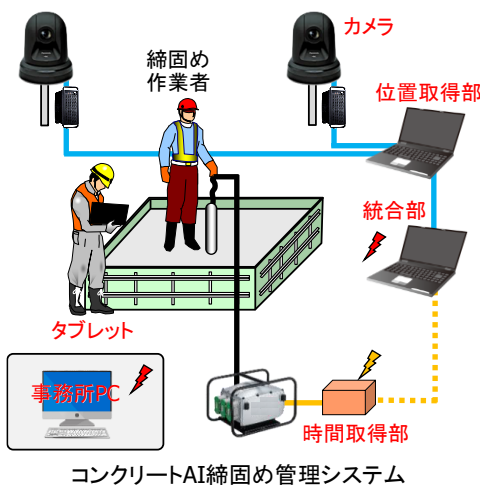 カメラ
締固め
作業者
位置取得部
統合部
タブレット
事務所PC
時間取得部
コンクリートAI締固め管理システム